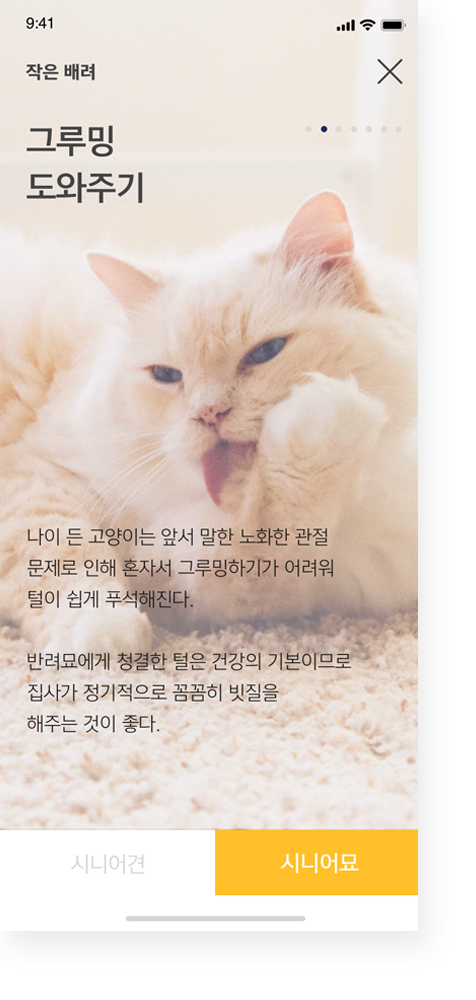 9:41
작은 배려
그루밍
도와주기
나이 든 고양이는 앞서 말한 노화한 관절
문제로 인해 혼자서 그루밍하기가 어려워
털이 쉽게 푸석해진다.
반려묘에게 청결한 털은 건강의 기본이므로
집사가 정기적으로 꼼꼼히 빗질을
해주는 것이 좋다.
시니어견
시니어묘